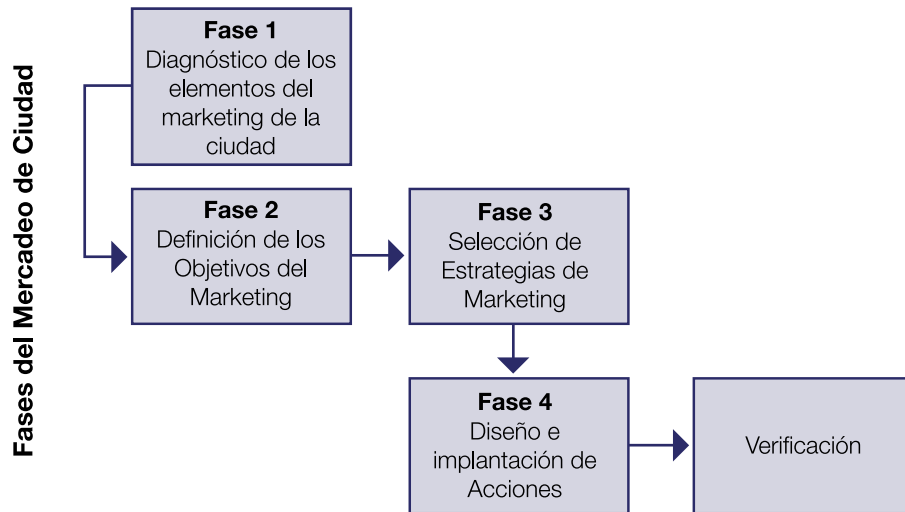 Fases del Mercadeo de Ciudad
Fase 1
Diagnóstico de los
elementos del
marketing de la
ciudad
Fase 2
Definición de los
Objetivos del
Marketing
Fase 3
Selección de
Estrategias de
Marketing
Fase 4
Diseño e
implantación de
Acciones
Verificación